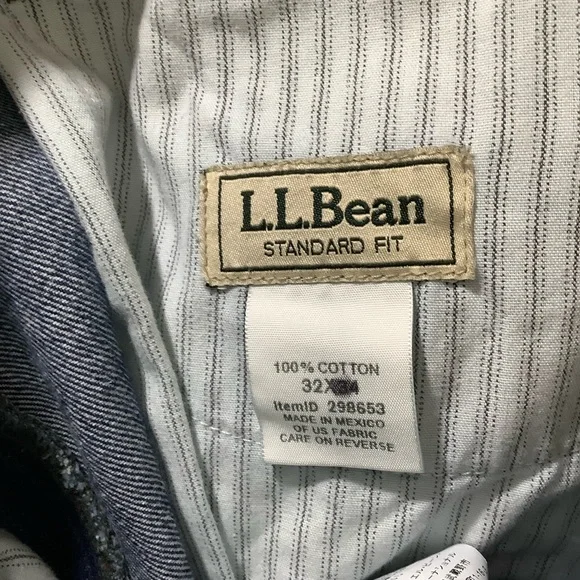 L.L.Bean
STANDARD FIT
100% COTTON
32X34
ItemID 298653
MADE IN MEXICO
OF US FABRIC
CARE ON REVERSE